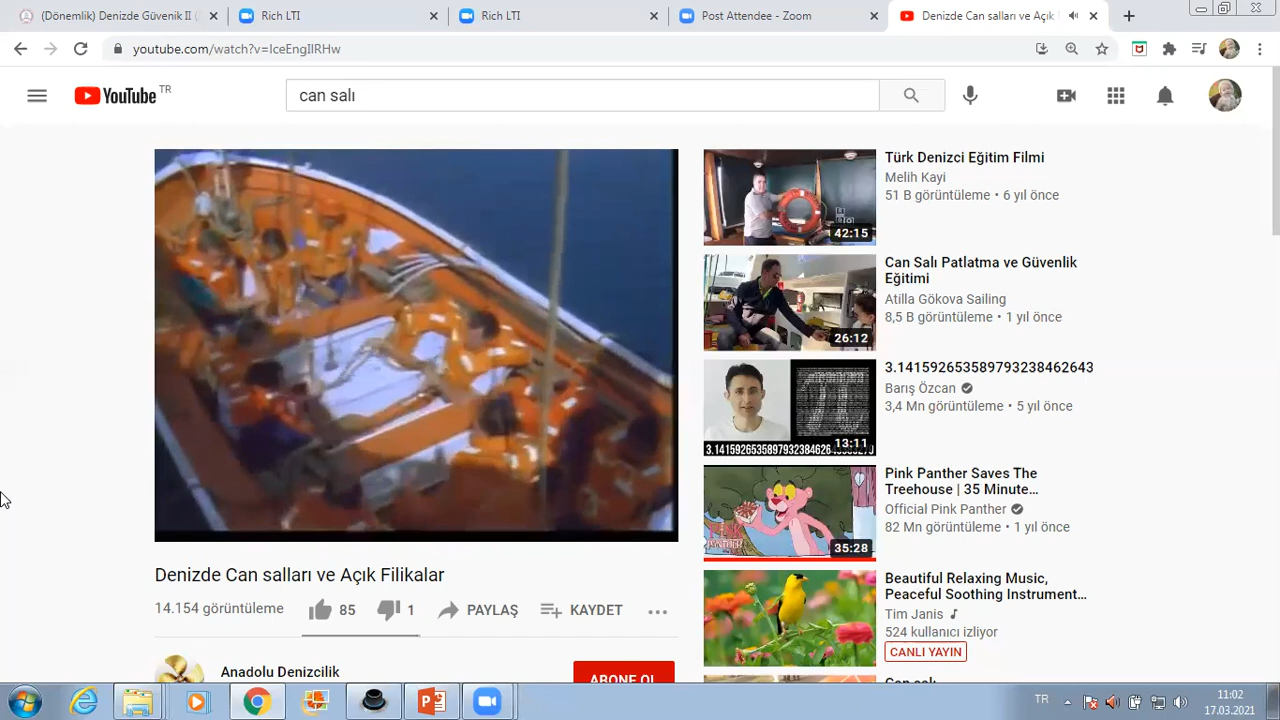 (Dönemlik) Denizde Güvenlik II (
Rich LTI
Rich LTI
Post Attendee - Zoom
Denizde Can salları ve Açık
youtube.com/watch?v=IceEngIlRHw
YouTube TR
can salı
Türk Denizci Eğitim Filmi
Melih Kayi
51 B görüntüleme • 6 yıl önce
42:15
Can Salı Patlatma ve Güvenlik
Eğitimi
Atilla Gökova Sailing
8,5 B görüntüleme • 1 yıl önce
26:12
3.14159265358979323846264​3
Barış Özcan
3,4 Mn görüntüleme • 5 yıl önce
13:11
Pink Panther Saves The
Treehouse | 35 Minute…
Official Pink Panther
82 Mn görüntüleme • 1 yıl önce
35:28
Beautiful Relaxing Music,
Peaceful Soothing Instrument…
Tim Janis
524 kullanıcı izliyor
CANLI YAYIN
Denizde Can salları ve Açık Filikalar
14.154 görüntüleme
85
1
PAYLAŞ
KAYDET
Anadolu Denizcilik
ABONE OL
TR
11:02
17.03.2021